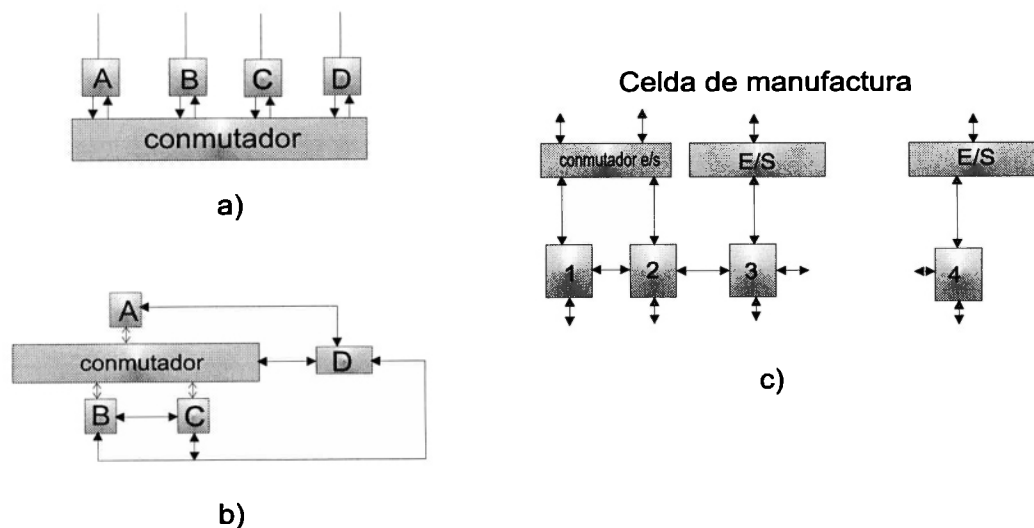 A B C D
conmutador
a)
A
conmutador
D
B C
b)
Celda de manufactura
conmutador e/s E/S E/S
1 2 3 4
c)